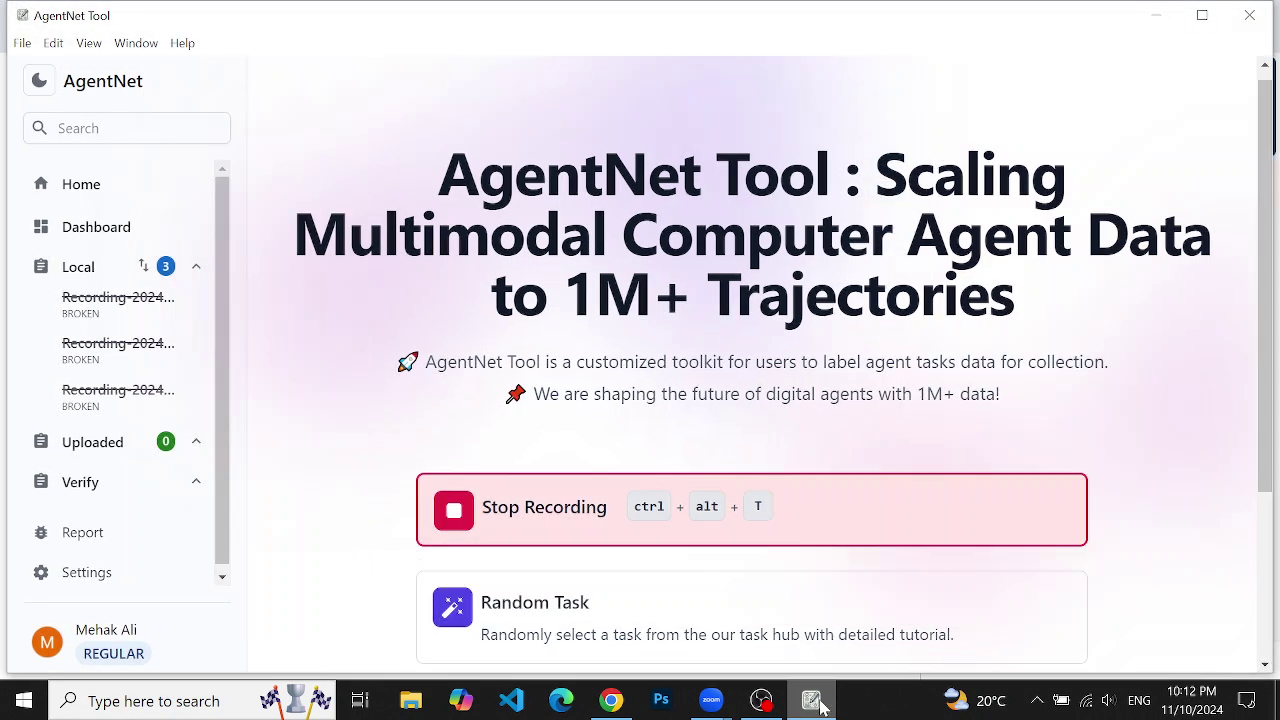 AgentNet Tool
File Edit View Window Help
AgentNet
Search
Home
Dashboard
Local 3
Recording-2024...
BROKEN
Recording-2024...
BROKEN
Recording-2024...
BROKEN
Uploaded 0
Verify
Report
Settings
M
Mehak Ali
REGULAR
AgentNet Tool : Scaling
Multimodal Computer Agent Data
to 1M+ Trajectories
🚀 AgentNet Tool is a customized toolkit for users to label agent tasks data for collection.
📌 We are shaping the future of digital agents with 1M+ data!
Stop Recording ctrl + alt + T
Random Task
Randomly select a task from the our task hub with detailed tutorial.
Type here to search
Ps
zoom
20°C
ENG
10:12 PM
11/10/2024